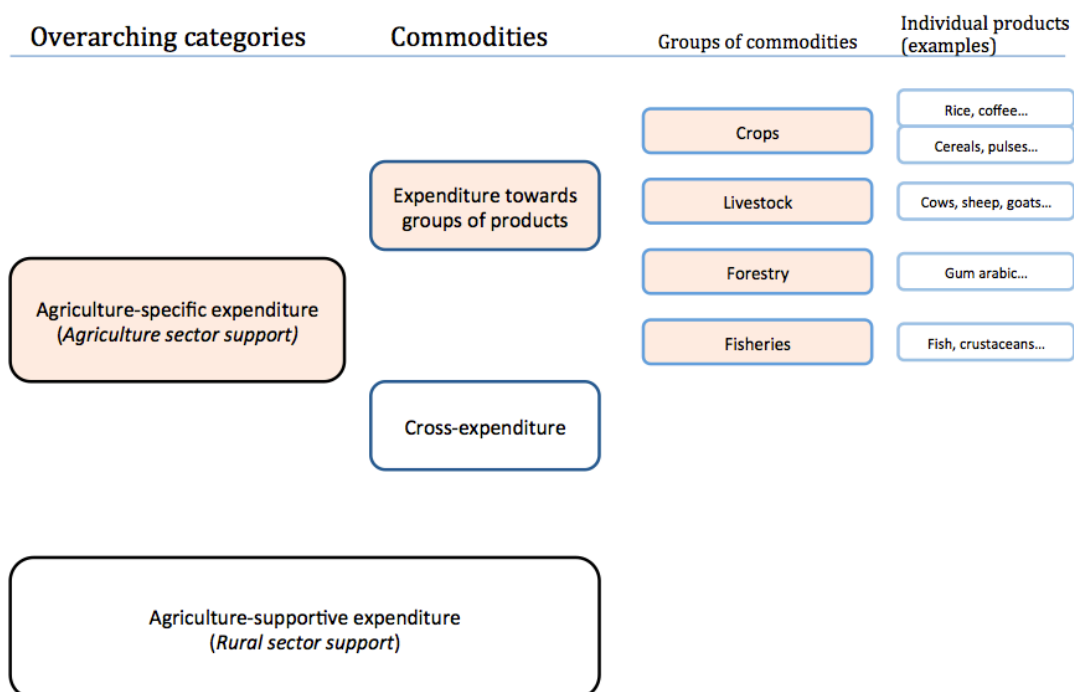 Overarching categories
Commodities
Groups of commodities
Individual products
(examples)
Rice, coffee...
Crops
Cereals, pulses...
Expenditure towards
groups of products
Livestock
Cows, sheep, goats...
Forestry
Gum arabic...
Agriculture-specific expenditure
(Agriculture sector support)
Fisheries
Fish, crustaceans...
Cross-expenditure
Agriculture-supportive expenditure
(Rural sector support)